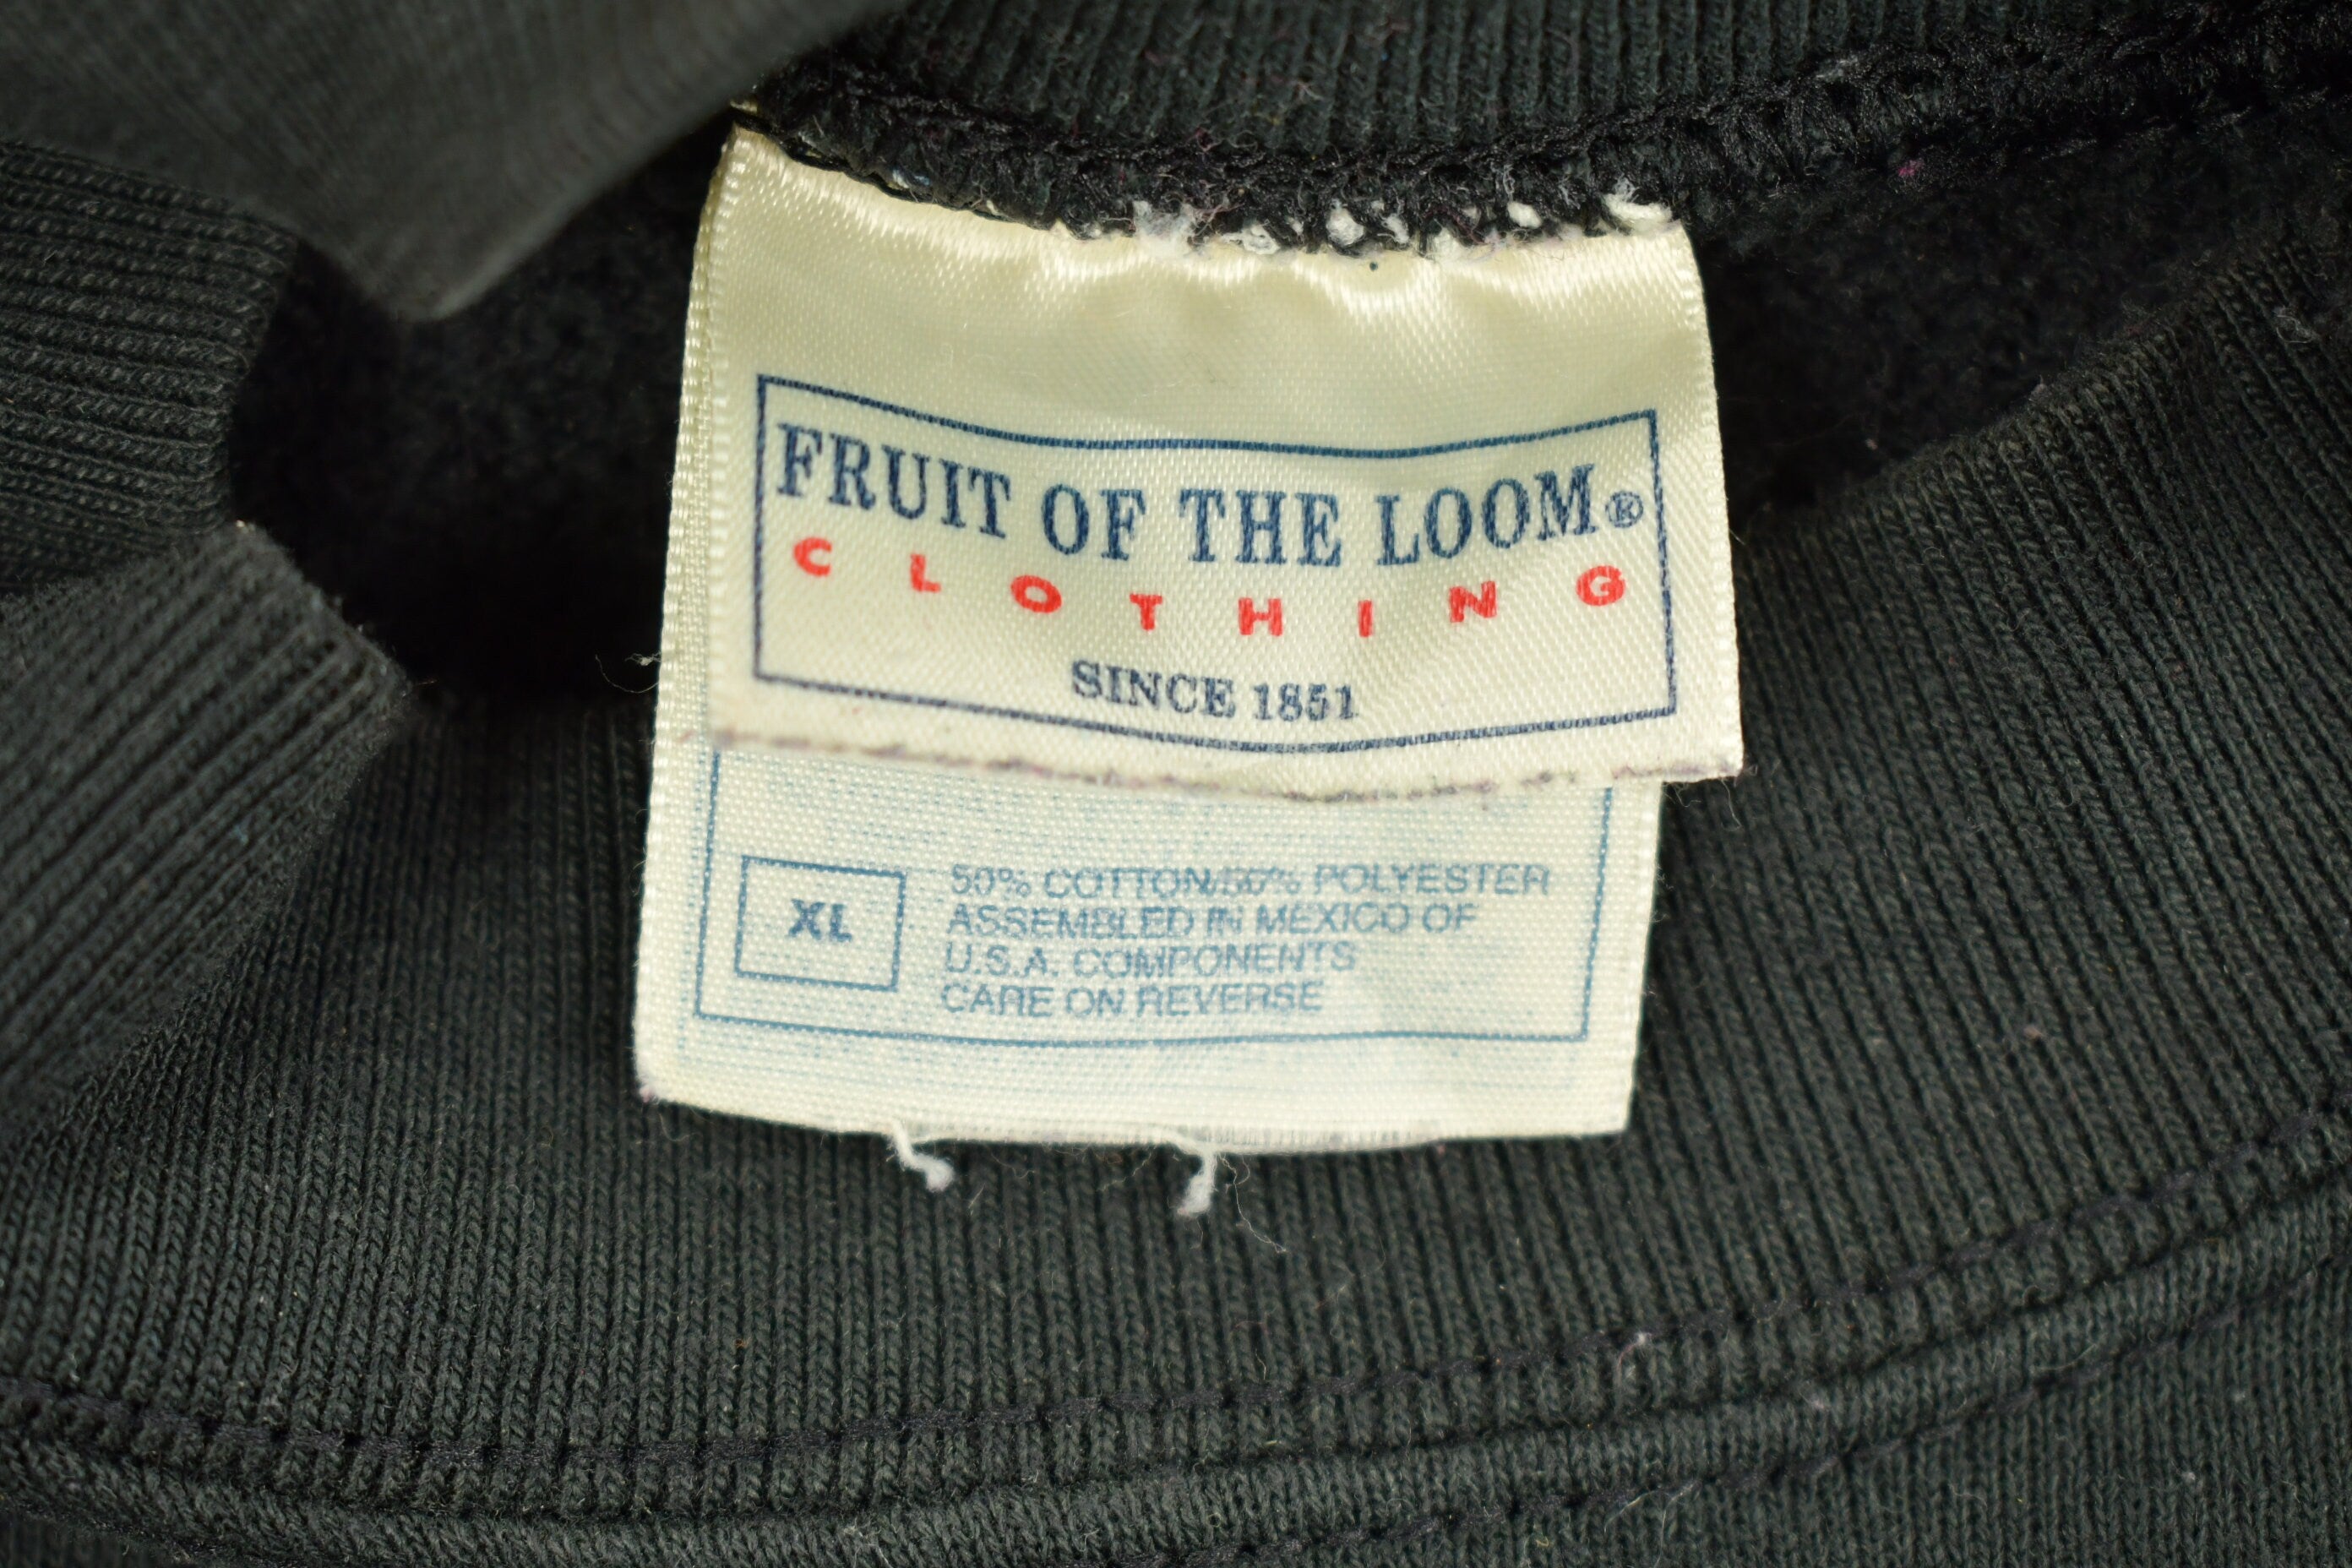 FRUIT OF THE LOOM®
CLOTHING
SINCE 1851
XL
50% COTTON/50% POLYESTER
ASSEMBLED IN MEXICO OF
U.S.A. COMPONENTS
CARE ON REVERSE